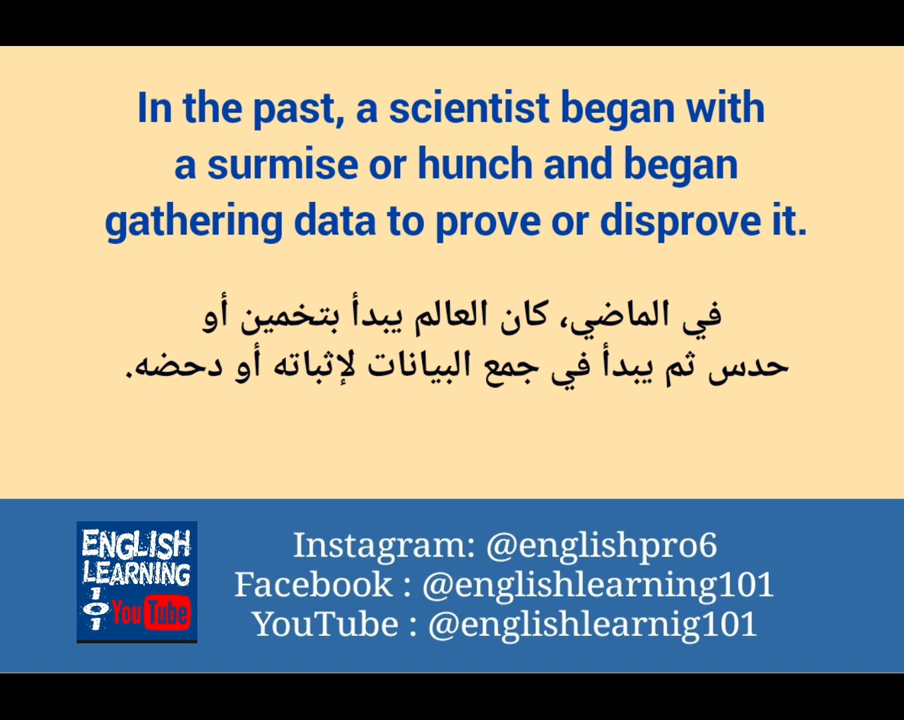 In the past, a scientist began with
a surmise or hunch and began
gathering data to prove or disprove it.
في الماضي، كان العالم يبدأ بتخمين أو
حدس ثم يبدأ في جمع البيانات لإثباته أو دحضه.
ENGLISH
LEARNING
101
YouTube
Instagram: @englishpro6
Facebook : @englishlearning101
YouTube : @englishlearnig101